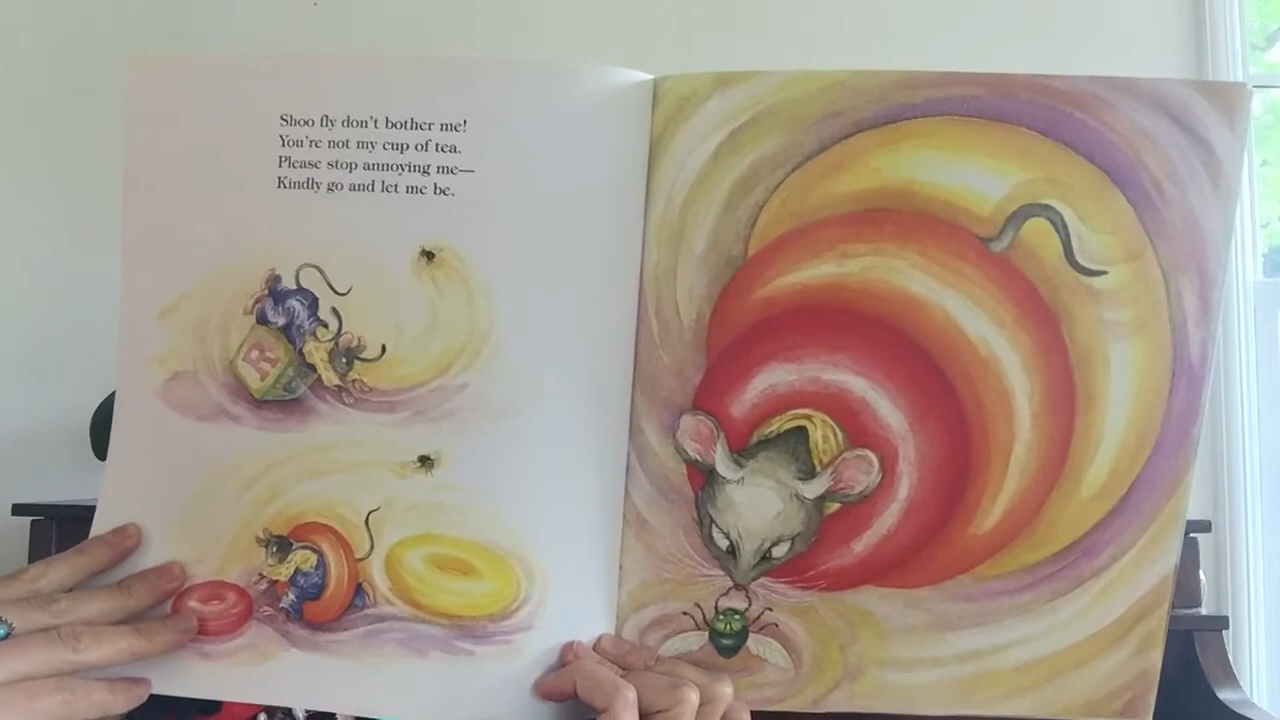 Shoo fly don't bother me!
You're not my cup of tea.
Please stop annoying me—
Kindly go and let me be.